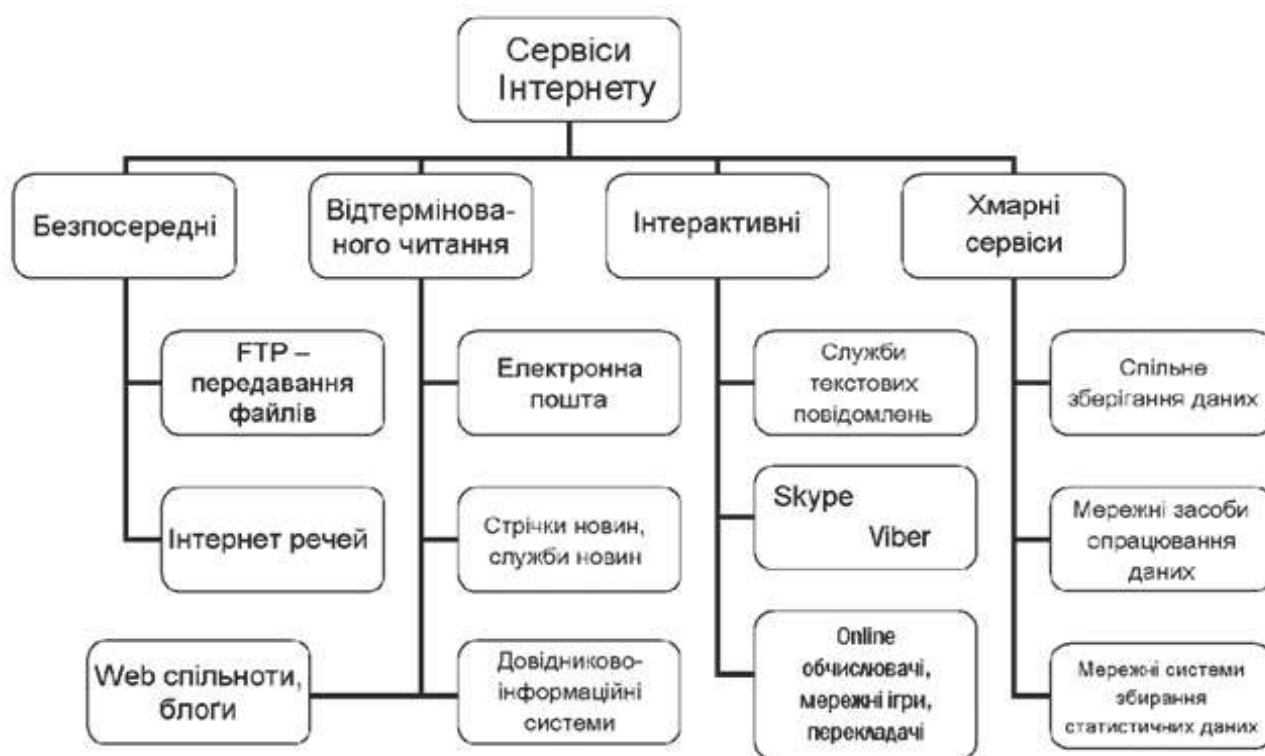 Сервіси
Інтернету
Безпосередні
Відтермінова-
ного читання
Інтерактивні
Хмарні
сервіси
FTP –
передавання
файлів
Електронна
пошта
Служби
текстових
повідомлень
Спільне
зберігання даних
Інтернет речей
Стрічки новин,
служби новин
Skype
Viber
Мережні засоби
опрацювання
даних
Web спільноти,
блоги
Довідниково-
інформаційні
системи
Online
обчислювачі,
мережні ігри,
перекладачі
Мережні системи
збирання
статистичних даних